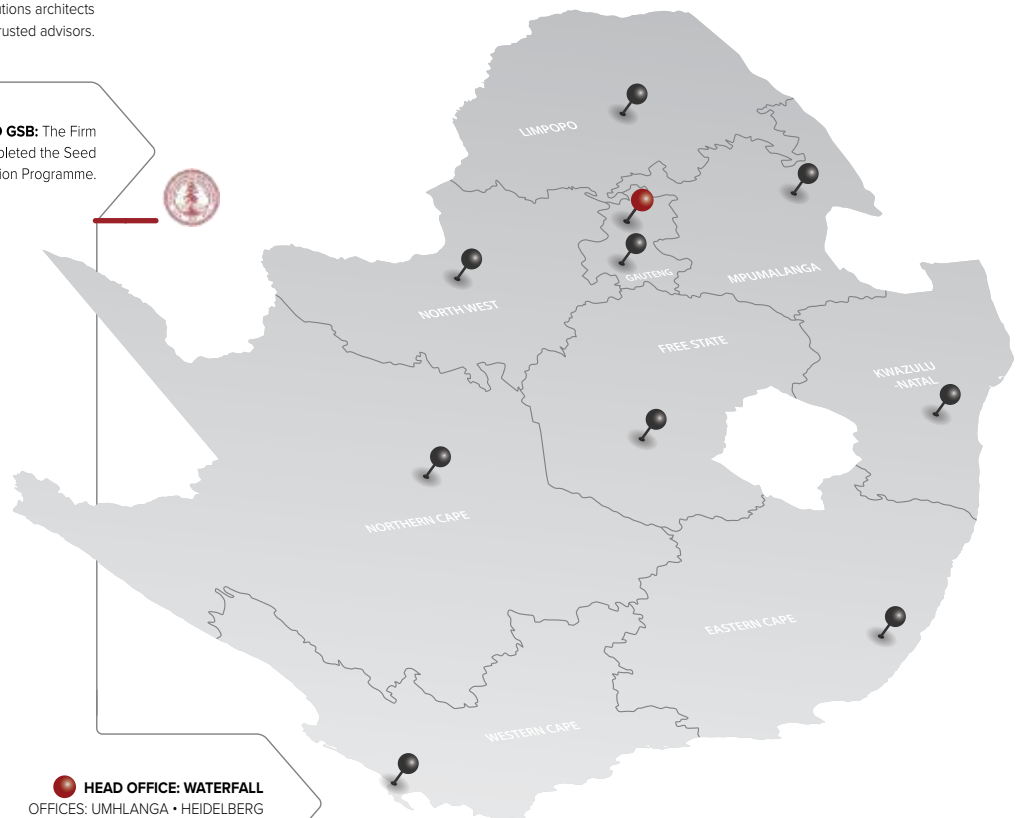 utions architects
rusted advisors.
GSB: The Firm
pleted the Seed
ion Programme.
LIMPOPO
GAUTENG
MPUMALANGA
NORTH WEST
FREE STATE
KWAZULU
-NATAL
NORTHERN CAPE
EASTERN CAPE
WESTERN CAPE
HEAD OFFICE: WATERFALL
OFFICES: UMHLANGA • HEIDELBERG